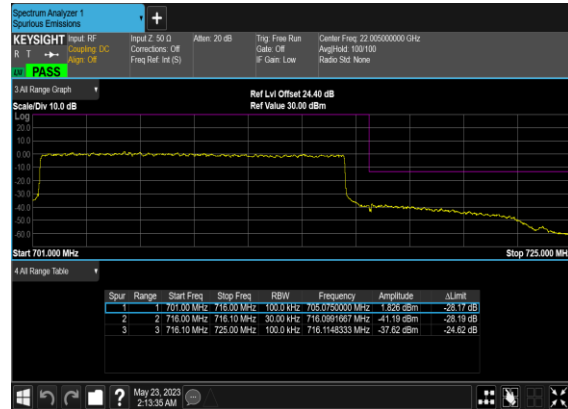 Spectrum Analyzer 1
Spurious Emissions
+
KEYSIGHT Input: RF Input Z: 50 Ω Atten: 20 dB Trig: Free Run Center Freq: 22.005000000 GHz
R T Coupling: DC Corrections: Off Gate: Off Avg|Hold: 100/100
Align: Off Freq Ref: Int (S) IF Gain: Low Radio Std: None
PASS
3 All Range Graph
Ref Lvl Offset 24.40 dB
Scale/Div 10.0 dB Ref Value 30.00 dBm
Log
20.0
10.0
0.00
-10.0
-20.0
-30.0
-40.0
-50.0
-60.0
Start 701.000 MHz Stop 725.000 MH
4 All Range Table
Spur Range Start Freq Stop Freq RBW Frequency Amplitude ΔLimit
1 1 701.00 MHz 716.00 MHz 100.0 kHz 705.0750000 MHz 1.826 dBm -28.17 dB
2 2 716.00 MHz 716.10 MHz 30.00 kHz 716.0991667 MHz -41.19 dBm -28.19 dB
3 3 716.10 MHz 725.00 MHz 100.0 kHz 716.1148333 MHz -37.62 dBm -24.62 dB
? May 23, 2023
2:13:35 AM